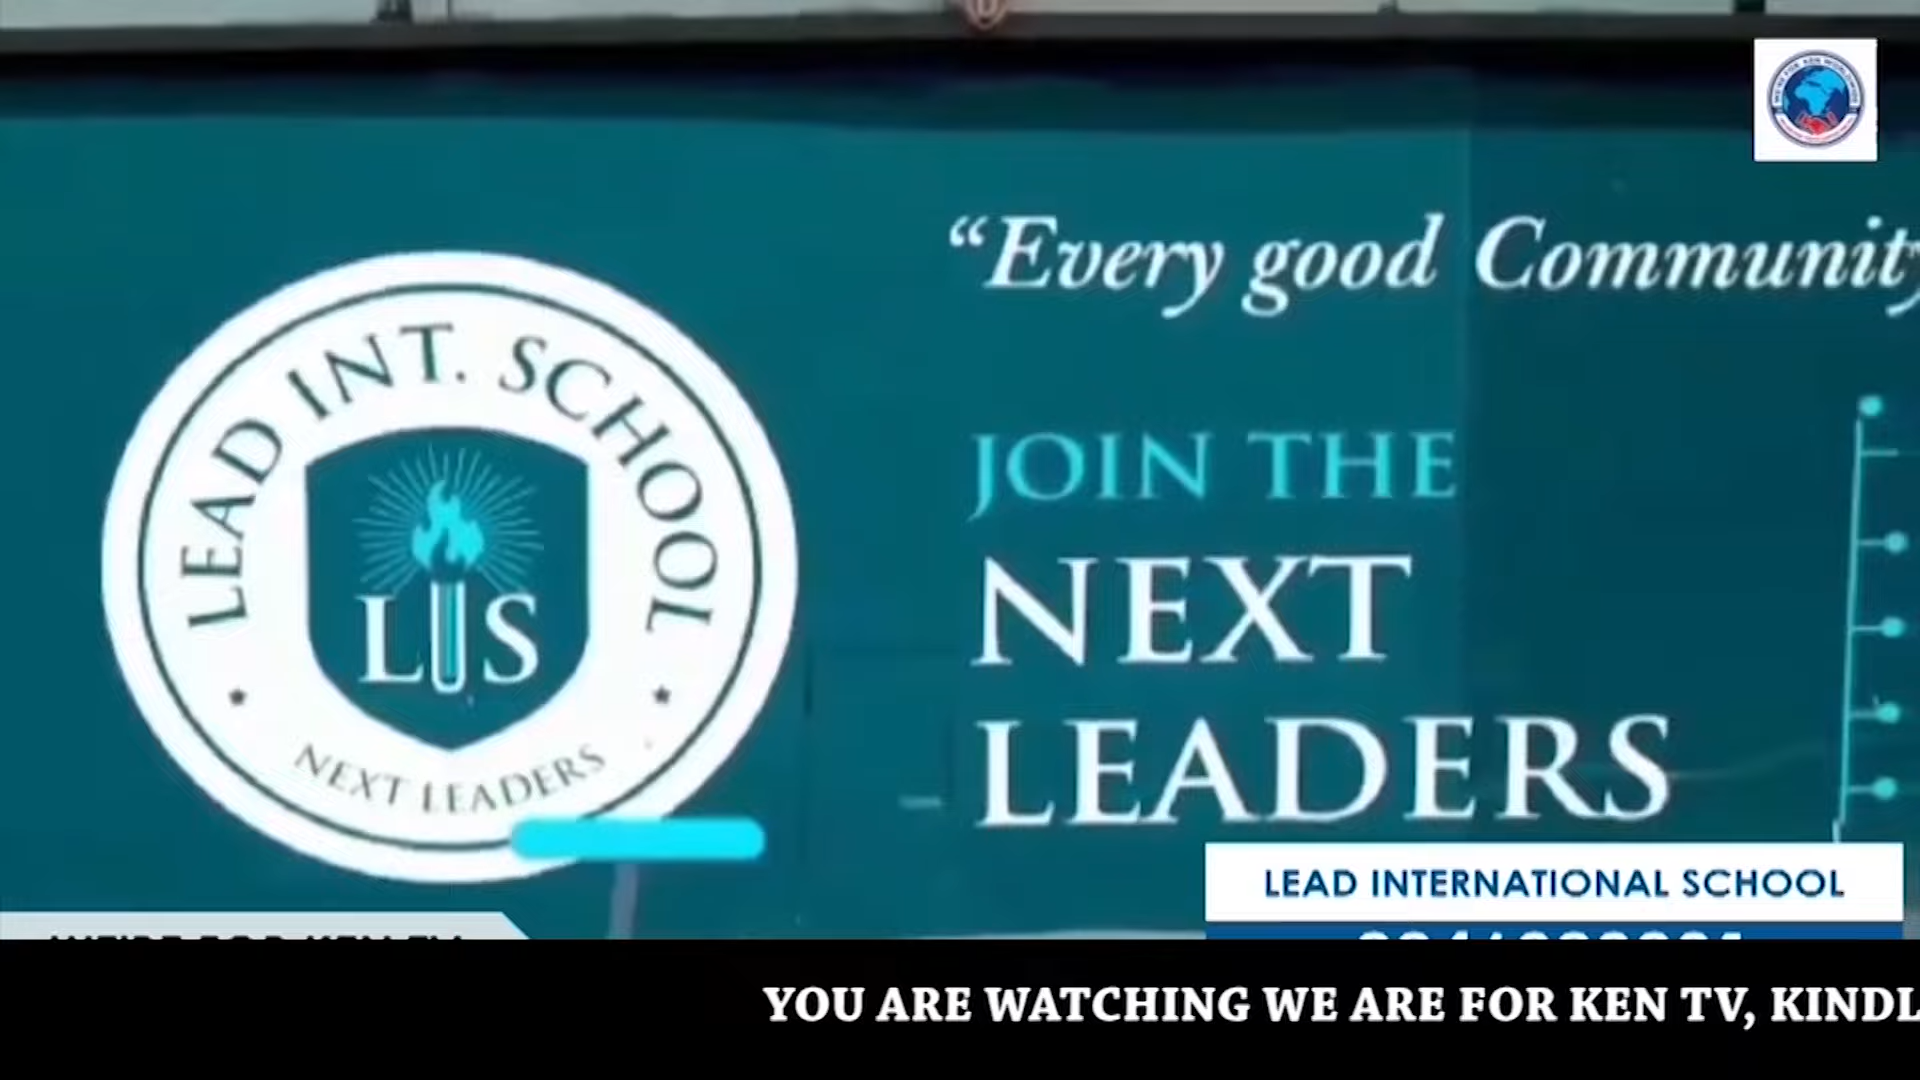 “Every good Community
JOIN THE
NEXT
LEADERS
LEAD INT. SCHOOL
LIS
NEXT LEADERS
LEAD INTERNATIONAL SCHOOL
YOU ARE WATCHING WE ARE FOR KEN TV, KINDL